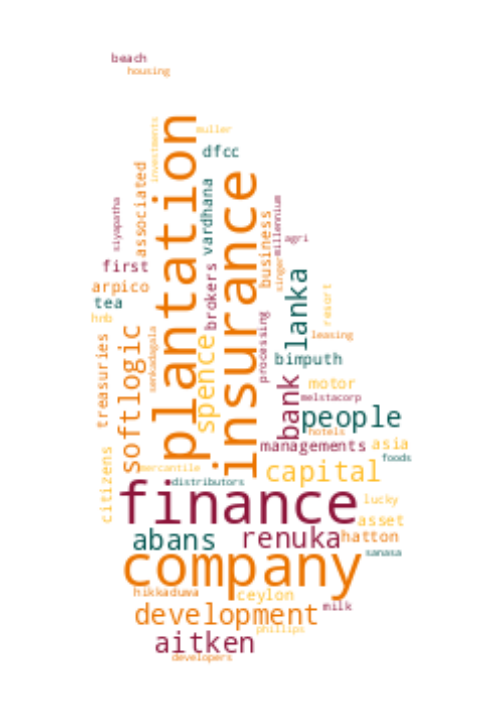 beach
housing
investments
muller
plantation
dfcc
associated
vardhana
insurance
siyapatha
business
millennium
singer
agri
first
brokers
lanka
arpico
tea
resort
hnb
processing
softlogic
senkadagala
treasuries
spence
leasing
bimputh
bank
motor
melstacorp
people
hotels
managements
asia
citizens
foods
mercantile
capital
distributors
finance
lucky
asset
abans
renuka
hatton
sanasa
company
hikkaduwa
ceylon
development
milk
phillips
aitken
developers